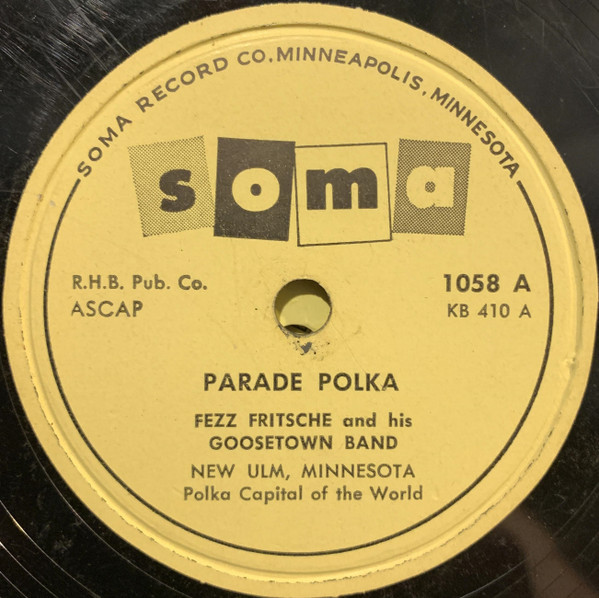 SOMA RECORD CO. MINNEAPOLIS, MINNESOTA
soma
R.H.B. Pub. Co.
ASCAP
1058 A
KB 410 A
PARADE POLKA
FEZZ FRITSCHE and his
GOOSETOWN BAND
NEW ULM, MINNESOTA
Polka Capital of the World